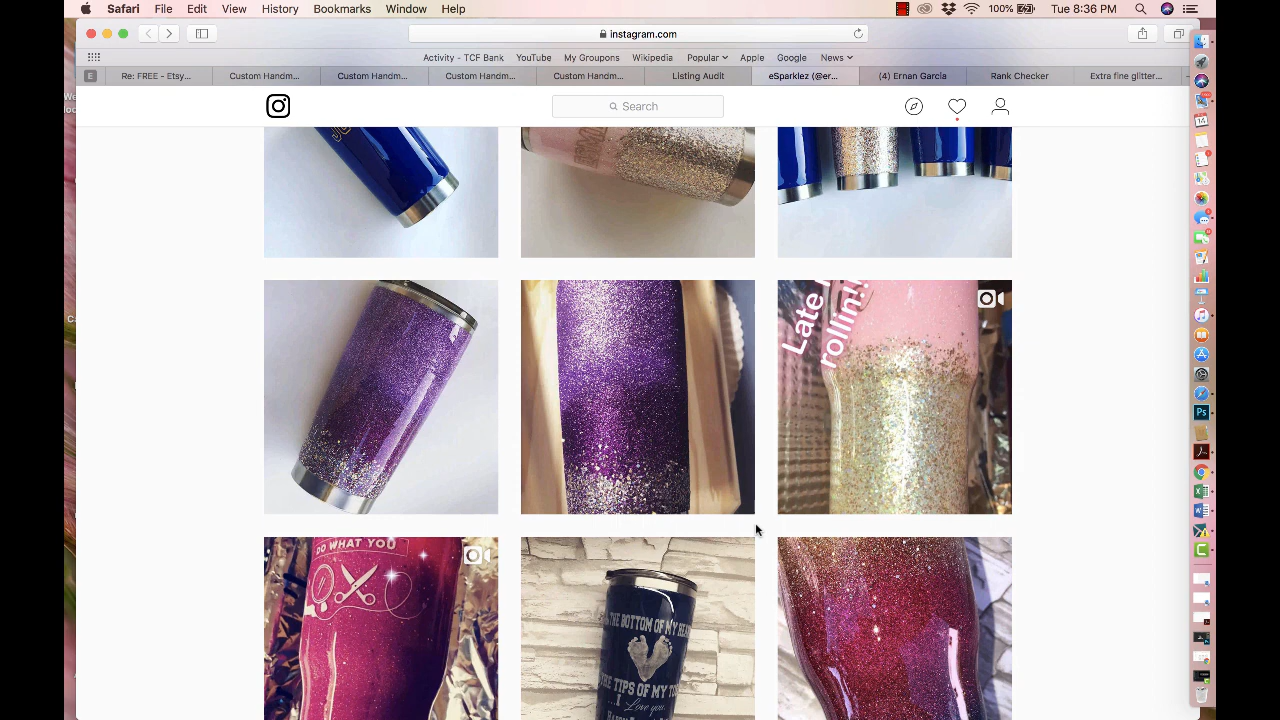 Safari File Edit View History Bookmarks Window Help 100% Tue 8:36 PM
instagram.com
Activity - TCF Bank YouTube My Groupons Wikipedia Popular Apple Google News
E Re: FREE - Etsy... Custom Handm... Custom Handm... Custom Handm... Custom Handm... Listing Audit eSparklez (@er... (4) Ernan Garcia Rank Checker Extra fine glitter...
Search
Late
rollin!!
DO WHAT YOU
THE BOTTOM OF MY HEA
THE TIPS OF MY TO
I Love you.